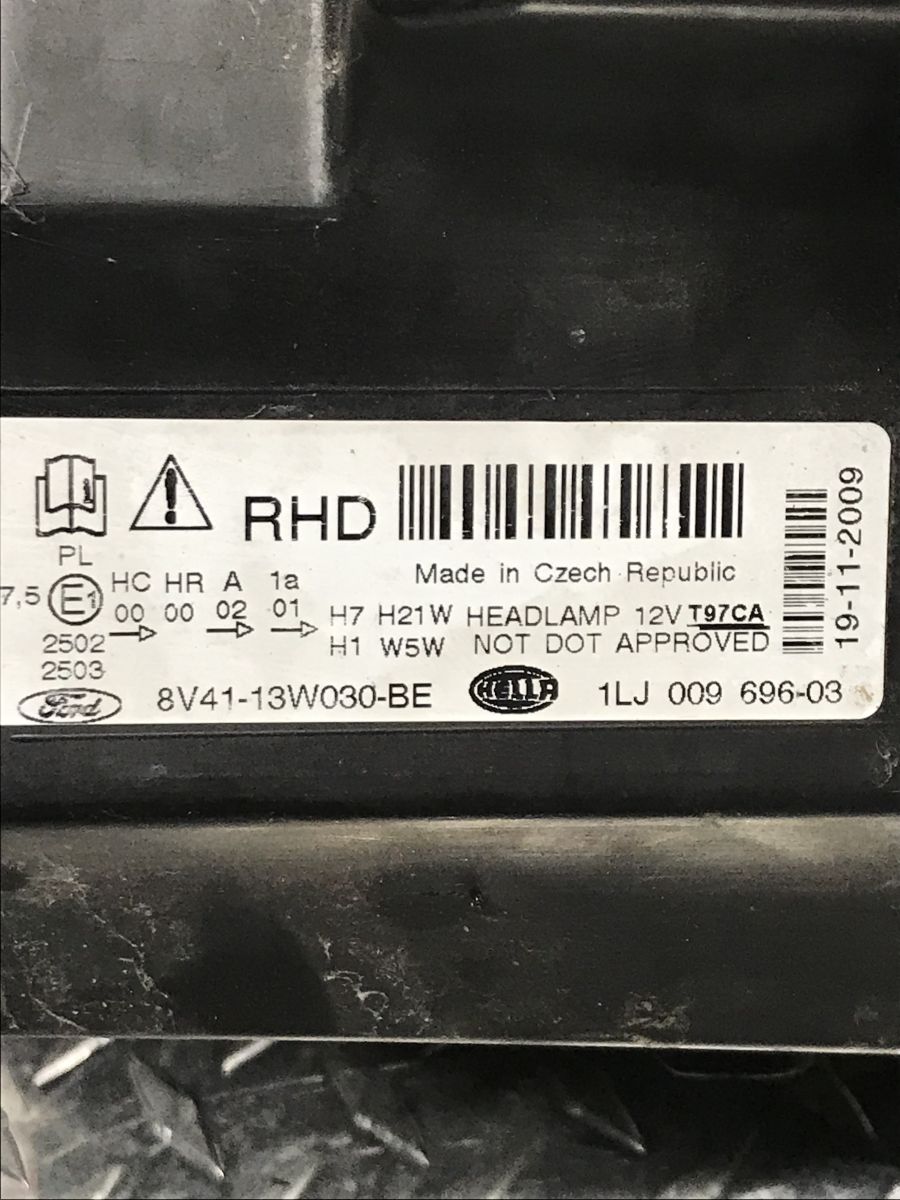 RHD
PL
Made in Czech Republic
7,5 E1 HC HR A 1a
00 00 02 01
2502
2503
H7 H21W HEADLAMP 12V T97CA
H1 W5W NOT DOT APPROVED
Ford 8V41-13W030-BE HELLA 1LJ 009 696-03
19-11-2009